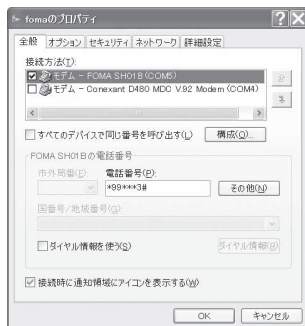 fomaのプロパティ
全般 オプション セキュリティ ネットワーク 詳細設定
接続方法(T):
モデム - FOMA SH01B (COM5)
モデム - Conexant D480 MDC V.92 Modem (COM4)
すべてのデバイスで同じ番号を呼び出す(L) 構成(O)...
FOMA SH01Bの電話番号
市外局番(E): 電話番号(P):
*99***3# その他(N)
国番号/地域番号(G):
ダイヤル情報を使う(S) ダイヤル情報(R)
接続時に通知領域にアイコンを表示する(W)
OK キャンセル